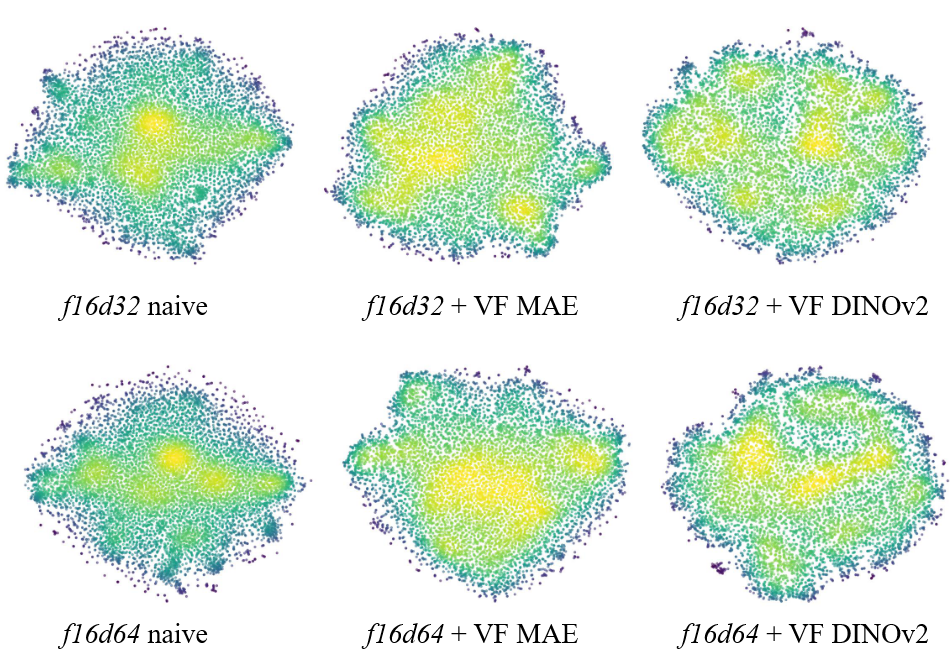 f16d32 naive
f16d32 + VF MAE
f16d32 + VF DINOv2
f16d64 naive
f16d64 + VF MAE
f16d64 + VF DINOv2